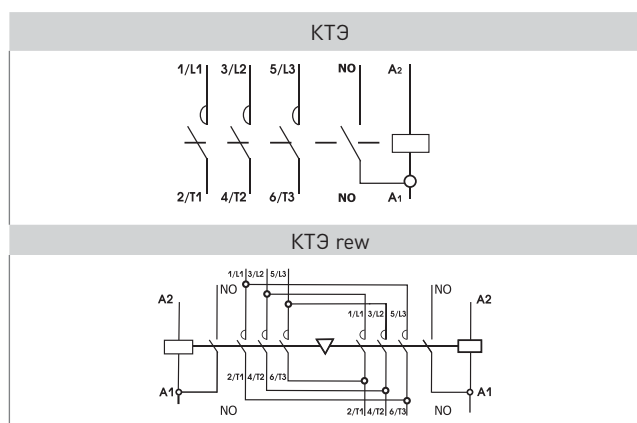 КТЭ
1/L1 3/L2 5/L3 NO A2
2/T1 4/T2 6/T3 NO A1
КТЭ rew
1/L1 3/L2 5/L3
NO NO
A2 A2
1/L1 3/L2 5/L3
A1 2/T1 4/T2 6/T3 A1
NO 2/T1 4/T2 6/T3 NO